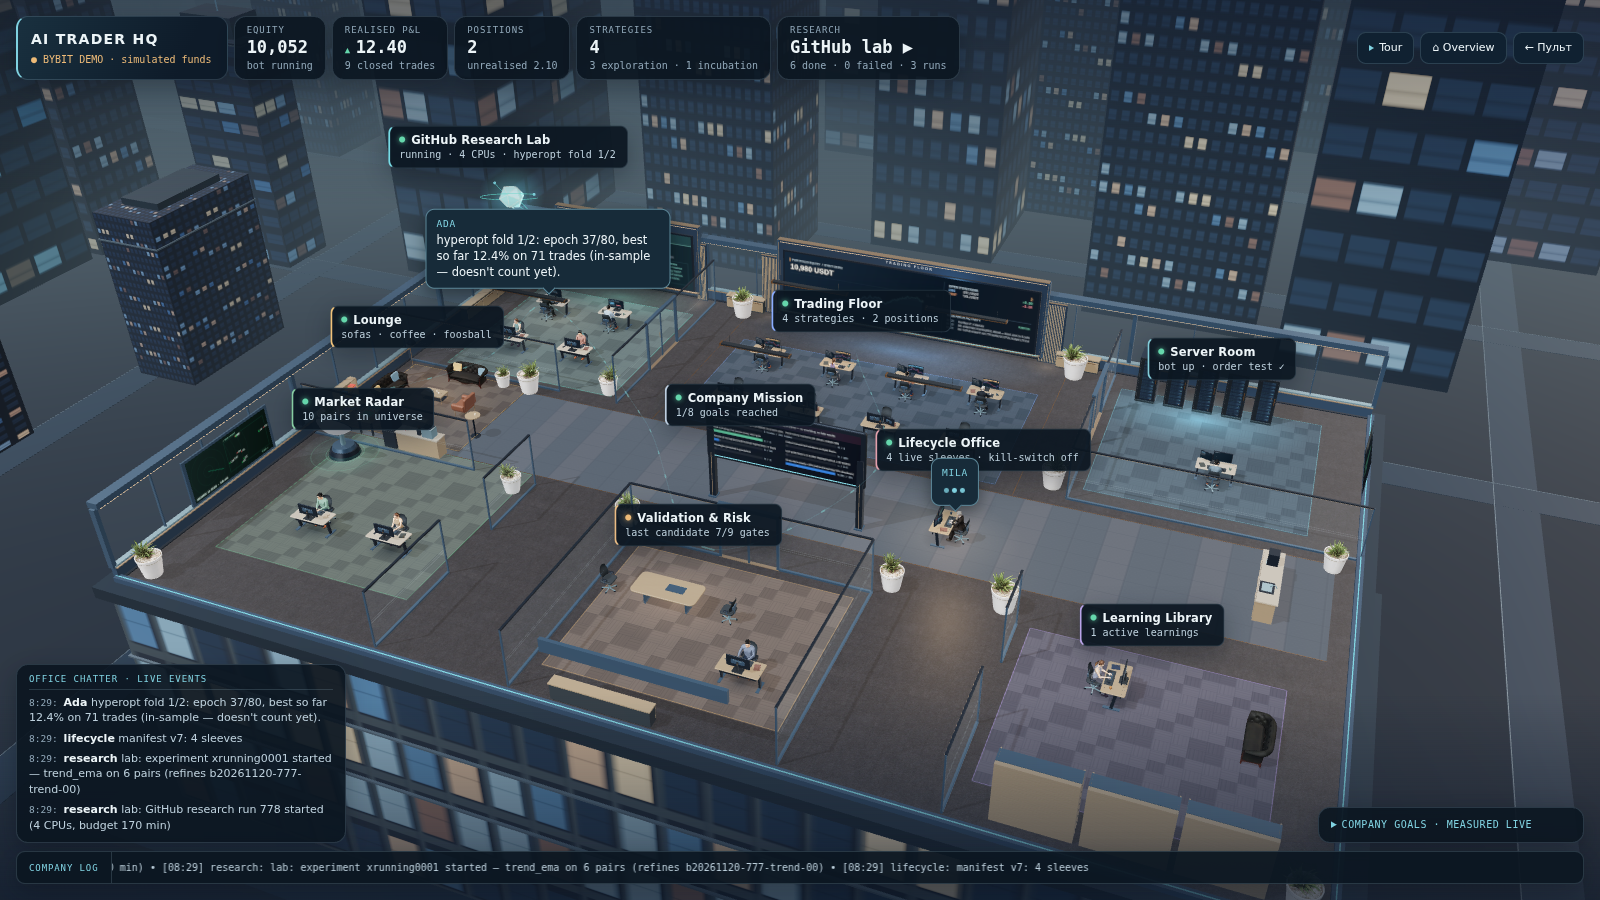 AI TRADER HQ
● BYBIT DEMO · simulated funds
EQUITY
10,052
bot running
REALISED P&L
▲ 12.40
9 closed trades
POSITIONS
2
unrealised 2.10
STRATEGIES
4
3 exploration · 1 incubation
RESEARCH
GitHub lab ▶
6 done · 0 failed · 3 runs
▶ Tour
⌂ Overview
← Пульт
GitHub Research Lab
running · 4 CPUs · hyperopt fold 1/2
ADA
hyperopt fold 1/2: epoch 37/80, best
so far 12.4% on 71 trades (in-sample
— doesn't count yet).
TRADING FLOOR
10,980 USDT
Lounge
sofas · coffee · foosball
Trading Floor
4 strategies · 2 positions
Server Room
bot up · order test ✓
Market Radar
10 pairs in universe
Company Mission
1/8 goals reached
Lifecycle Office
4 live sleeves · kill-switch off
MILA
Validation & Risk
last candidate 7/9 gates
Learning Library
1 active learnings
OFFICE CHATTER · LIVE EVENTS
8:29: Ada hyperopt fold 1/2: epoch 37/80, best so far
12.4% on 71 trades (in-sample — doesn't count yet).
8:29: lifecycle manifest v7: 4 sleeves
8:29: research lab: experiment xrunning0001 started
— trend_ema on 6 pairs (refines b20261120-777-
trend-00)
8:29: research lab: GitHub research run 778 started
(4 CPUs, budget 170 min)
▶ COMPANY GOALS · MEASURED LIVE
COMPANY LOG
min) • [08:29] research: lab: experiment xrunning0001 started — trend_ema on 6 pairs (refines b20261120-777-trend-00) • [08:29] lifecycle: manifest v7: 4 sleeves